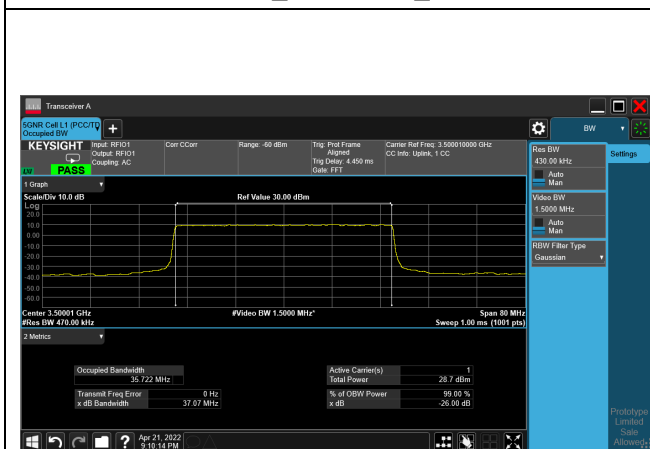 Transceiver A
5GNR Cell L1 (PCC/TD
Occupied BW
BW
KEYSIGHT
Input: RFIO1
Output: RFIO1
Coupling: AC
Corr CCorr
Range: -60 dBm
Trig: Prot Frame
Aligned
Trig Delay: 4.450 ms
Gate: FFT
Carrier Ref Freq: 3.500010000 GHz
CC Info: Uplink, 1 CC
PASS
Res BW
430.00 kHz
Auto
Man
Settings
Video BW
1.5000 MHz
Auto
Man
RBW Filter Type
Gaussian
1 Graph
Scale/Div 10.0 dB
Ref Value 30.00 dBm
Log
20.0
10.0
0.00
-10.0
-20.0
-30.0
-40.0
-50.0
-60.0
Center 3.50001 GHz
#Video BW 1.5000 MHz*
Span 80 MHz
#Res BW 470.00 kHz
Sweep 1.00 ms (1001 pts)
2 Metrics
Occupied Bandwidth
35.722 MHz
Active Carrier(s) 1
Total Power 28.7 dBm
Transmit Freq Error 0 Hz
x dB Bandwidth 37.07 MHz
% of OBW Power 99.00 %
x dB -26.00 dB
Prototype
Limited
Sale
Allowed
?
Apr 21, 2022
9:10:14 PM